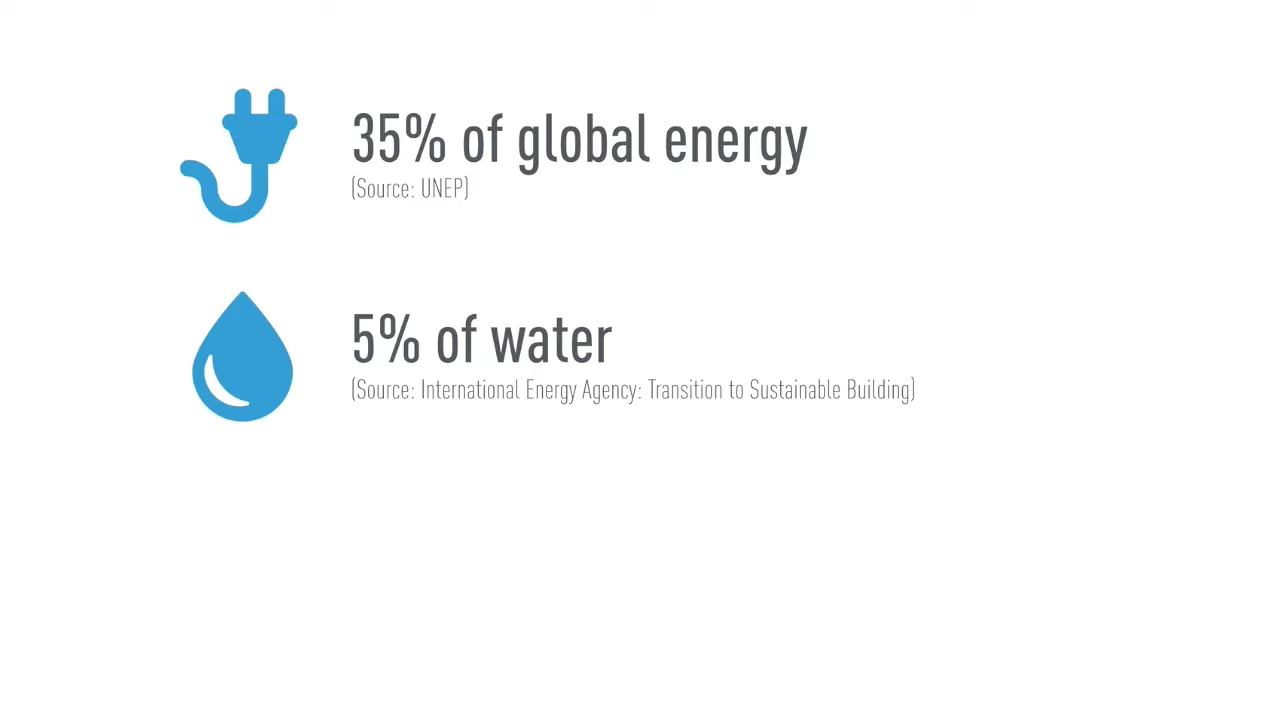 35% of global energy
(Source: UNEP)
5% of water
(Source: International Energy Agency: Transition to Sustainable Building)